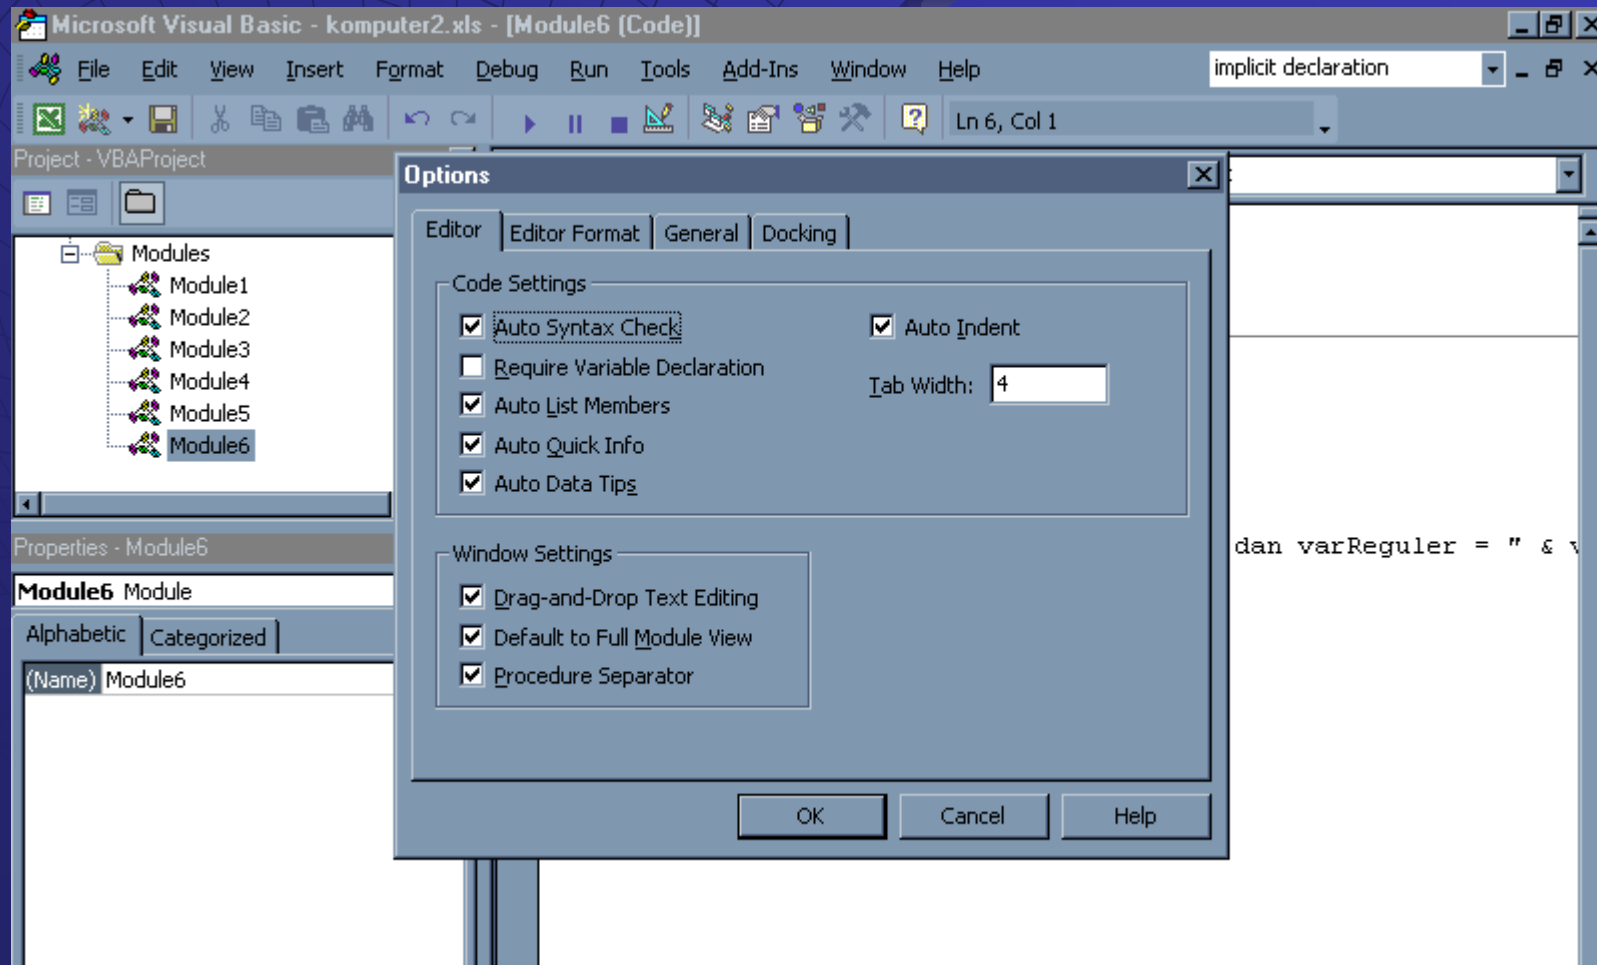 Microsoft Visual Basic - komputer2.xls - [Module6 (Code)]
File Edit View Insert Format Debug Run Tools Add-Ins Window Help
implicit declaration
Ln 6, Col 1
Project - VBAProject
Modules
Module1
Module2
Module3
Module4
Module5
Module6
Properties - Module6
Module6 Module
Alphabetic Categorized
(Name) Module6
Options
Editor Editor Format General Docking
Code Settings
Auto Syntax Check
Auto Indent
Require Variable Declaration
Tab Width: 4
Auto List Members
Auto Quick Info
Auto Data Tips
Window Settings
Drag-and-Drop Text Editing
Default to Full Module View
Procedure Separator
OK Cancel Help
dan varReguler = " &